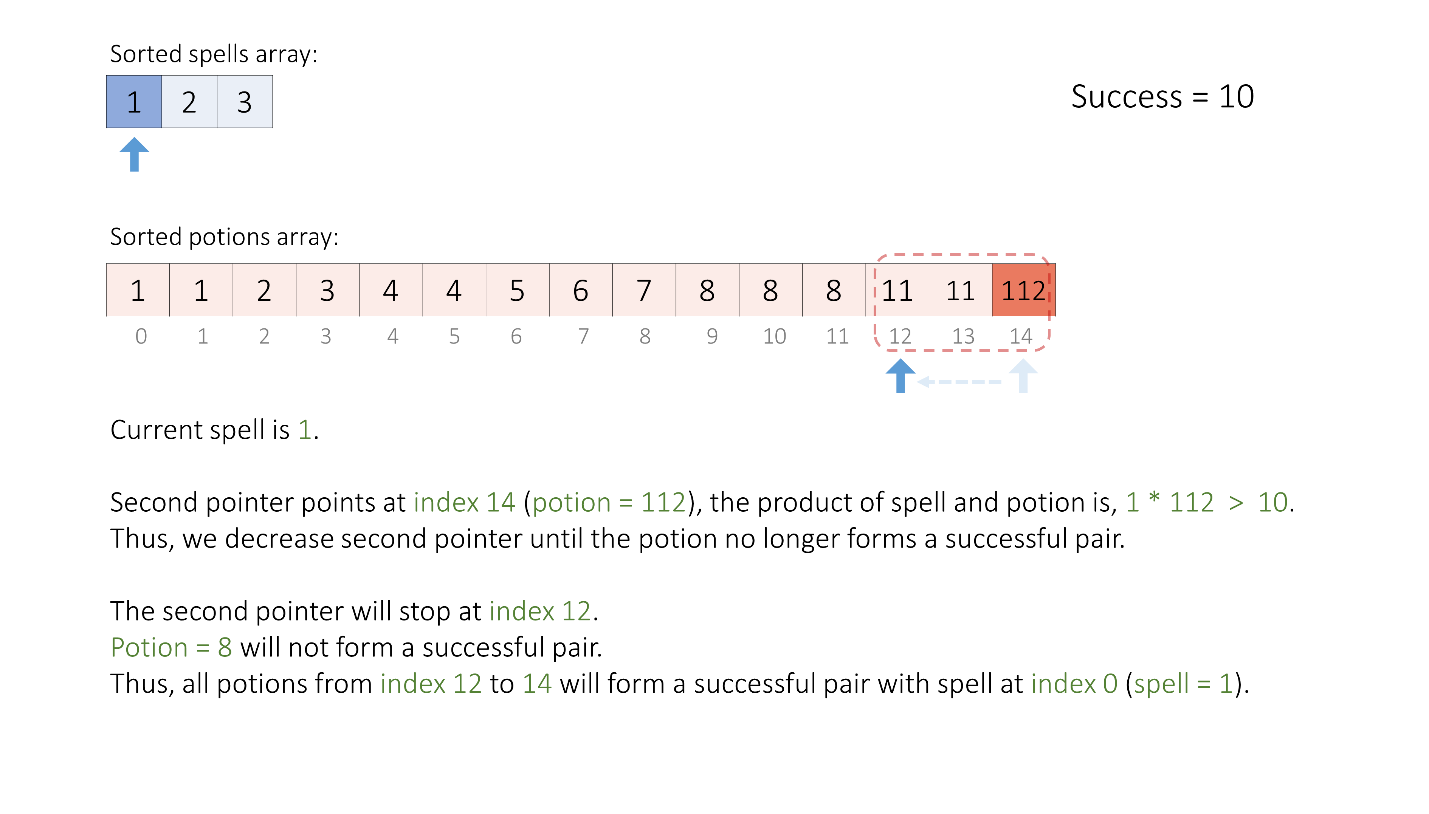 Sorted spells array:
1 2 3
Success = 10
Sorted potions array:
1 1 2 3 4 4 5 6 7 8 8 8 11 11 112
0 1 2 3 4 5 6 7 8 9 10 11 12 13 14
Current spell is 1.
Second pointer points at index 14 (potion = 112), the product of spell and potion is, 1 * 112 > 10.
Thus, we decrease second pointer until the potion no longer forms a successful pair.
The second pointer will stop at index 12.
Potion = 8 will not form a successful pair.
Thus, all potions from index 12 to 14 will form a successful pair with spell at index 0 (spell = 1).